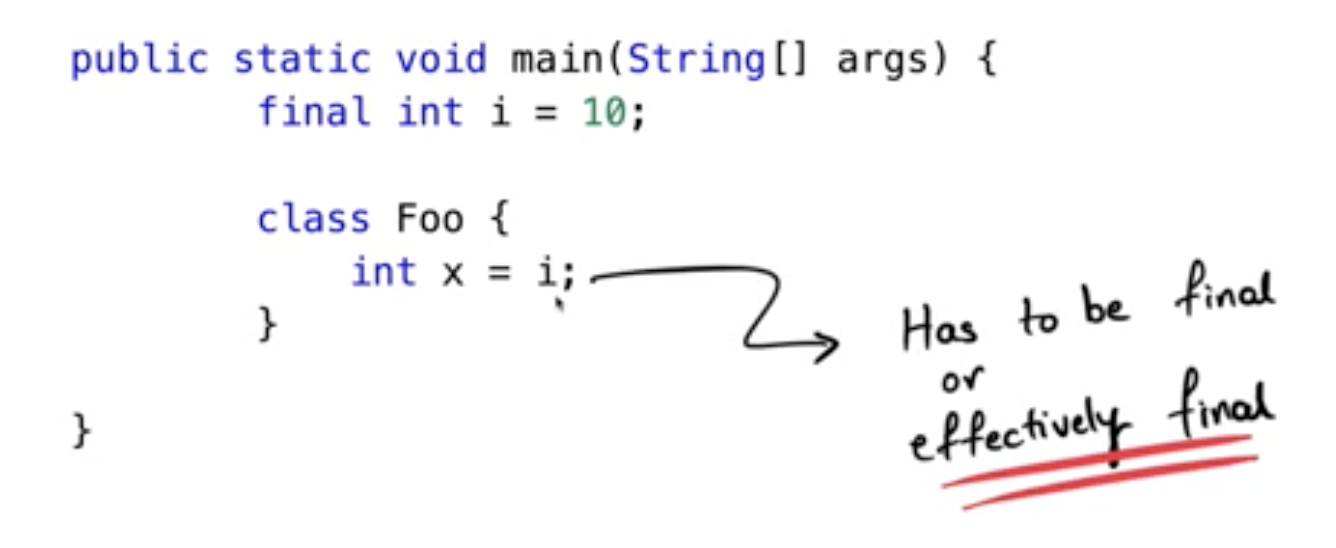 public static void main(String[] args) {
final int i = 10;
class Foo {
int x = i;
}
}
Has to be final
or
effectively final